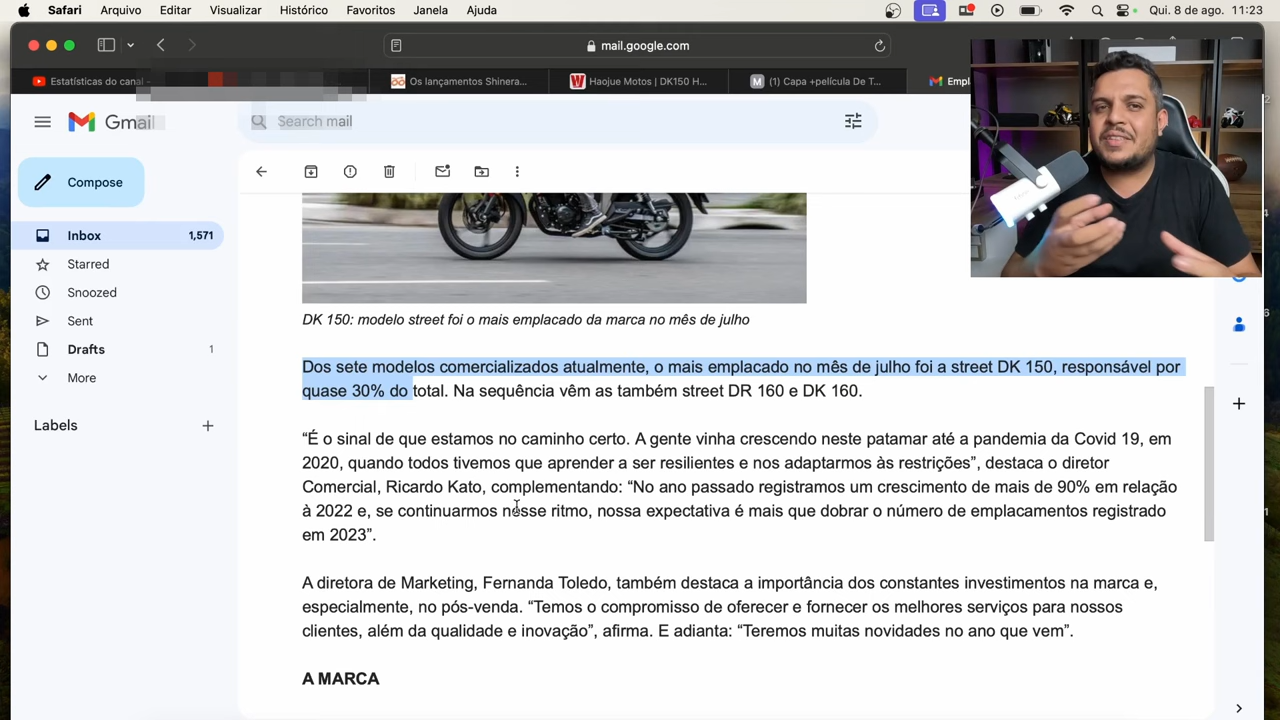 Safari Arquivo Editar Visualizar Histórico Favoritos Janela Ajuda Qui. 8 de ago. 11:23
mail.google.com
Estatísticas do canal - Os lançamentos Shinera... Haojue Motos | DK150 H... (1) Capa +película De T... Empl
Gmail Search mail
Compose
Inbox 1,571
Starred
Snoozed
Sent
Drafts 1
More
Labels
DK 150: modelo street foi o mais emplacado da marca no mês de julho
Dos sete modelos comercializados atualmente, o mais emplacado no mês de julho foi a street DK 150, responsável por
quase 30% do total. Na sequência vêm as também street DR 160 e DK 160.
“É o sinal de que estamos no caminho certo. A gente vinha crescendo neste patamar até a pandemia da Covid 19, em
2020, quando todos tivemos que aprender a ser resilientes e nos adaptarmos às restrições”, destaca o diretor
Comercial, Ricardo Kato, complementando: “No ano passado registramos um crescimento de mais de 90% em relação
à 2022 e, se continuarmos nesse ritmo, nossa expectativa é mais que dobrar o número de emplacamentos registrado
em 2023”.
A diretora de Marketing, Fernanda Toledo, também destaca a importância dos constantes investimentos na marca e,
especialmente, no pós-venda. “Temos o compromisso de oferecer e fornecer os melhores serviços para nossos
clientes, além da qualidade e inovação”, afirma. E adianta: “Teremos muitas novidades no ano que vem”.
A MARCA